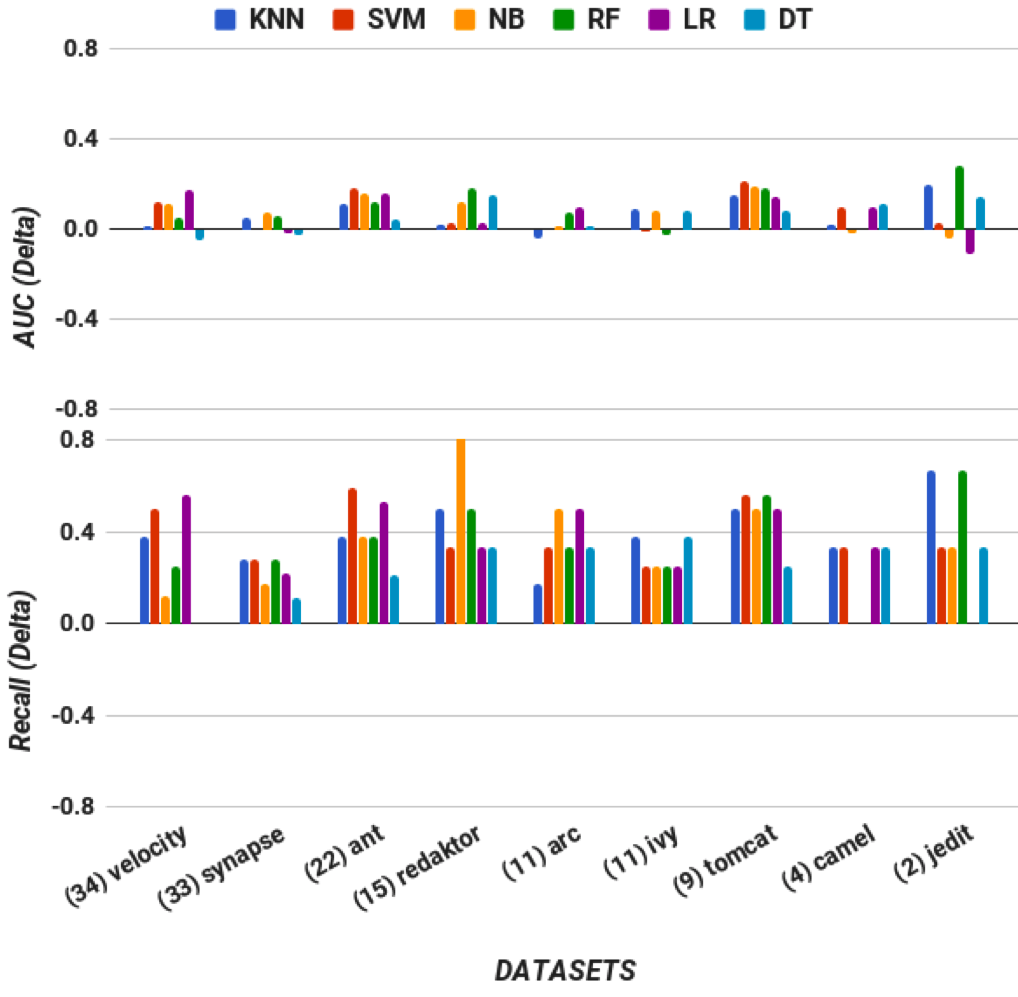 KNN SVM NB RF LR DT
0.8
0.4
0.0
-0.4
-0.8
AUC (Delta)
0.8
0.4
0.0
-0.4
-0.8
Recall (Delta)
(34) velocity
(33) synapse
(22) ant
(15) redaktor
(11) arc
(11) ivy
(9) tomcat
(4) camel
(2) jedit
DATASETS